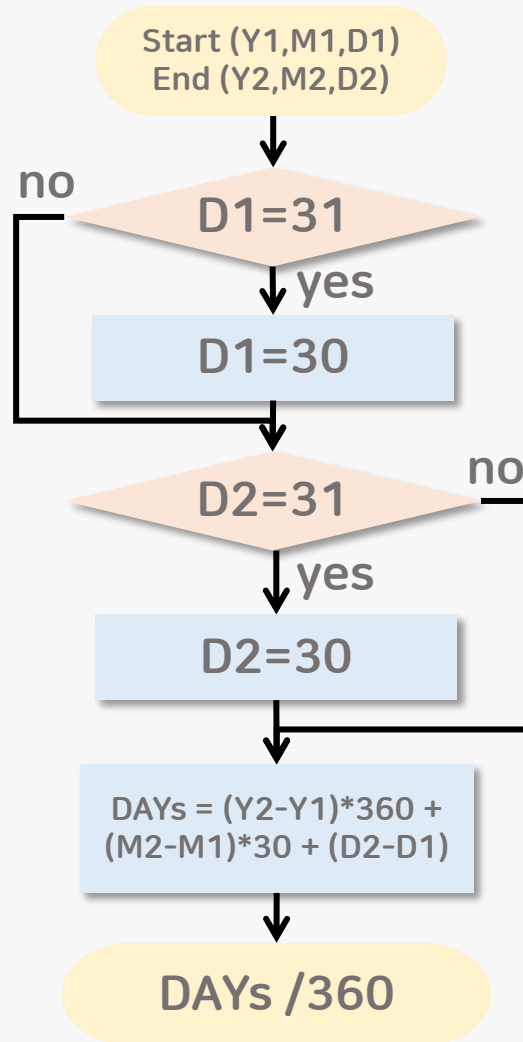 Start (Y1,M1,D1)
End (Y2,M2,D2)
no
D1=31
yes
D1=30
no
D2=31
yes
D2=30
DAYs = (Y2-Y1)*360 +
(M2-M1)*30 + (D2-D1)
DAYs /360